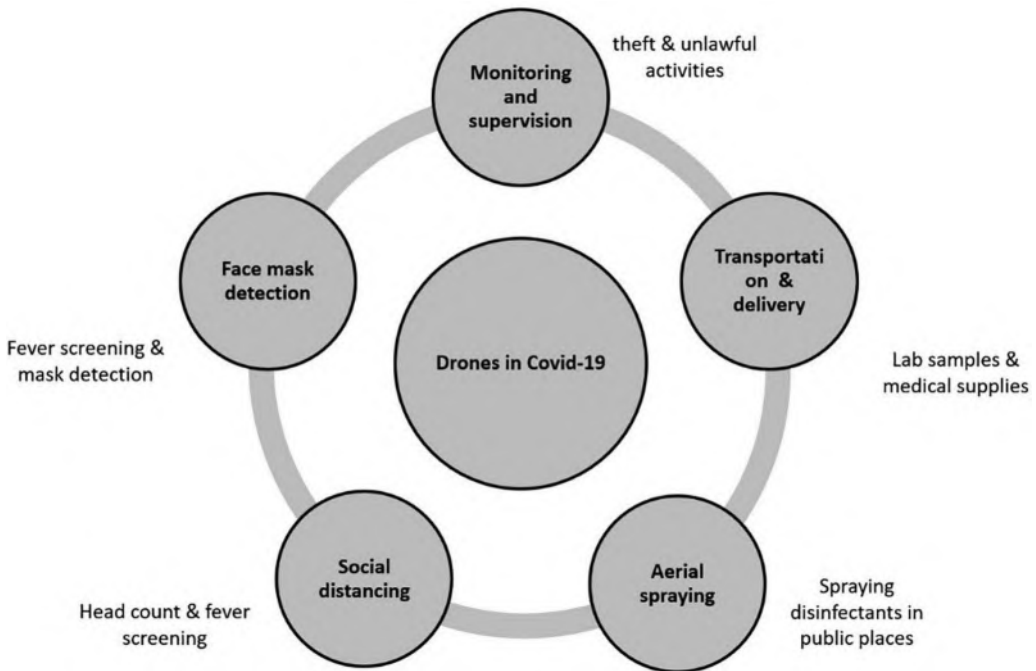 theft & unlawful
activities
Monitoring
and
supervision
Transportati
on & 
delivery
Lab samples &
medical supplies
Face mask
detection
Fever screening &
mask detection
Drones in Covid-19
Social
distancing
Head count & fever
screening
Aerial
spraying
Spraying
disinfectants in
public places